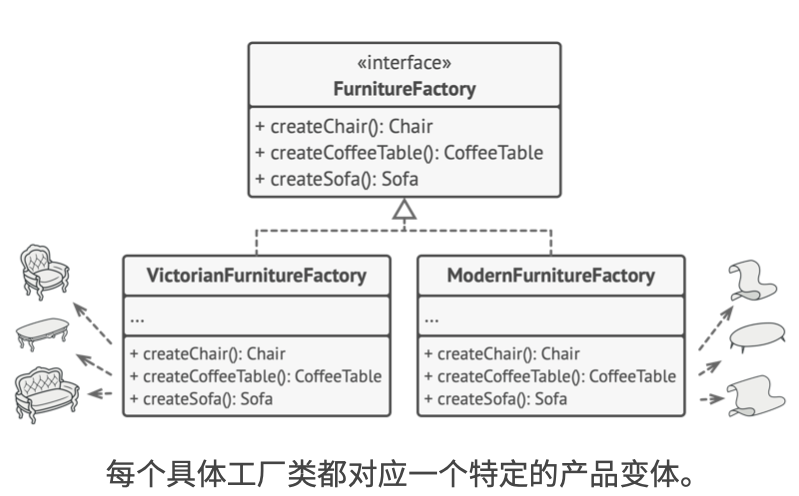 «interface»
FurnitureFactory
+ createChair(): Chair
+ createCoffeeTable(): CoffeeTable
+ createSofa(): Sofa
VictorianFurnitureFactory
...
+ createChair(): Chair
+ createCoffeeTable(): CoffeeTable
+ createSofa(): Sofa
ModernFurnitureFactory
...
+ createChair(): Chair
+ createCoffeeTable(): CoffeeTable
+ createSofa(): Sofa
每个具体工厂类都对应一个特定的产品变体。